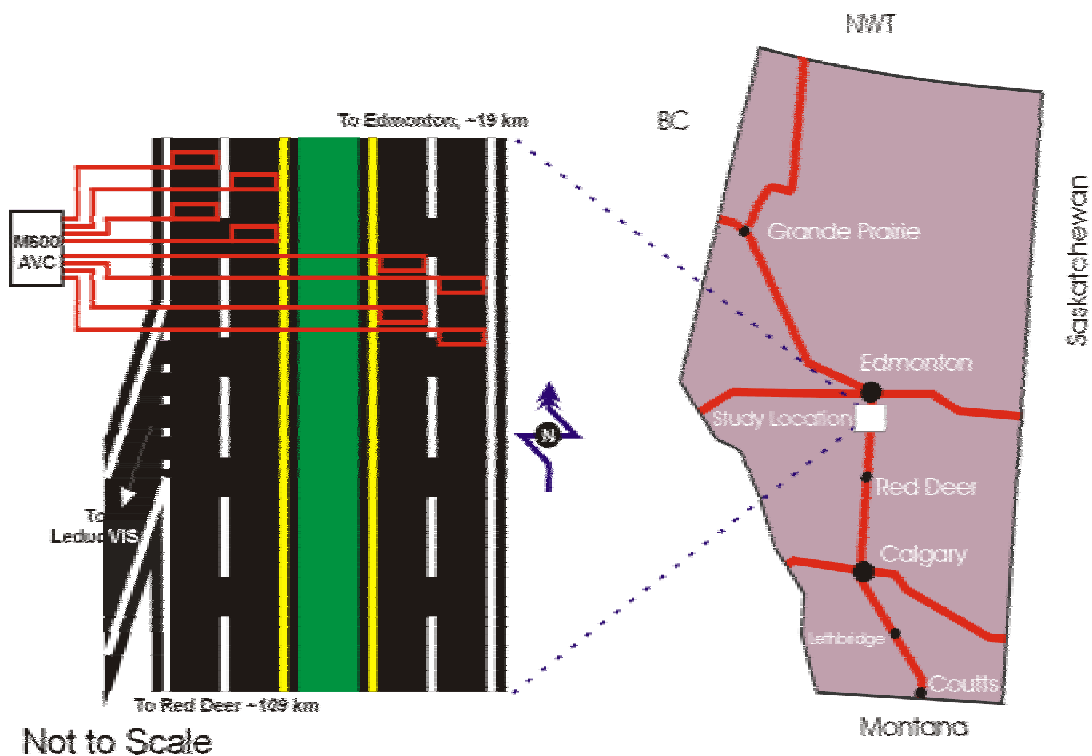 NWT
To Edmonton, ~19 km
BC
M600
AVC
Saskatchewan
Grande Prairie
Edmonton
Study Location
N
Red Deer
To
Leduc VIS
Calgary
Lethbridge
Coutts
To Red Deer ~109 km
Montana
Not to Scale